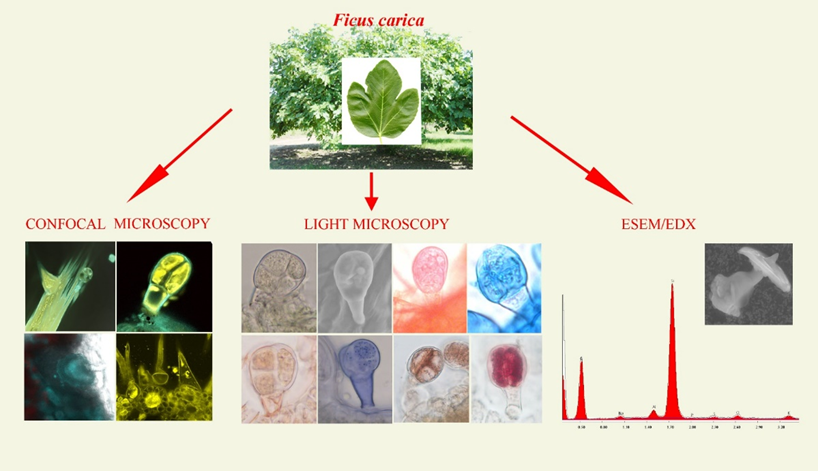 Ficus carica
CONFOCAL MICROSCOPY
LIGHT MICROSCOPY
ESEM/EDX